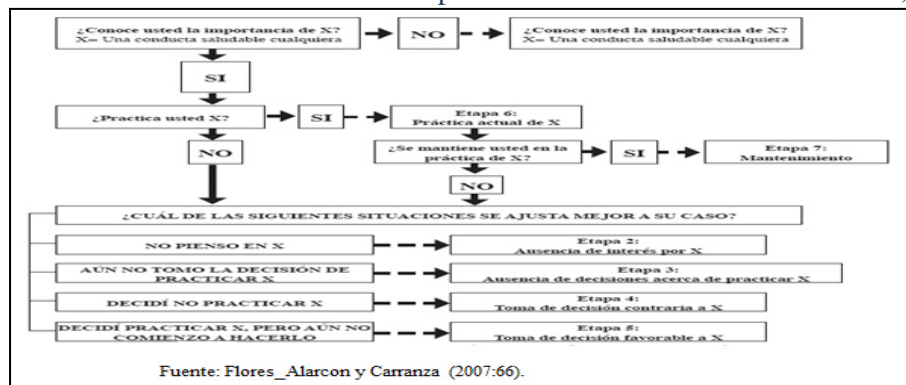 ¿Conoce usted la importancia de X?
X= Una conducta saludable cualquiera
NO
¿Conoce usted la importancia de X?
X= Una conducta saludable cualquiera
SI
¿Practica usted X?
SI
Etapa 6:
Práctica actual de X
NO
¿Se mantiene usted en la
práctica de X?
SI
Etapa 7:
Mantenimiento
NO
¿CUÁL DE LAS SIGUIENTES SITUACIONES SE AJUSTA MEJOR A SU CASO?
NO PIENSO EN X
Etapa 2:
Ausencia de interés por X
AÚN NO TOMO LA DECISIÓN DE
PRACTICAR X
Etapa 3:
Ausencia de decisiones acerca de practicar X
DECIDÍ NO PRACTICAR X
Etapa 4:
Toma de decisión contraria a X
DECIDÍ PRACTICAR X, PERO AÚN NO
COMIENZO A HACERLO
Etapa 5:
Toma de decisión favorable a X
Fuente: Flores_Alarcon y Carranza (2007:66).